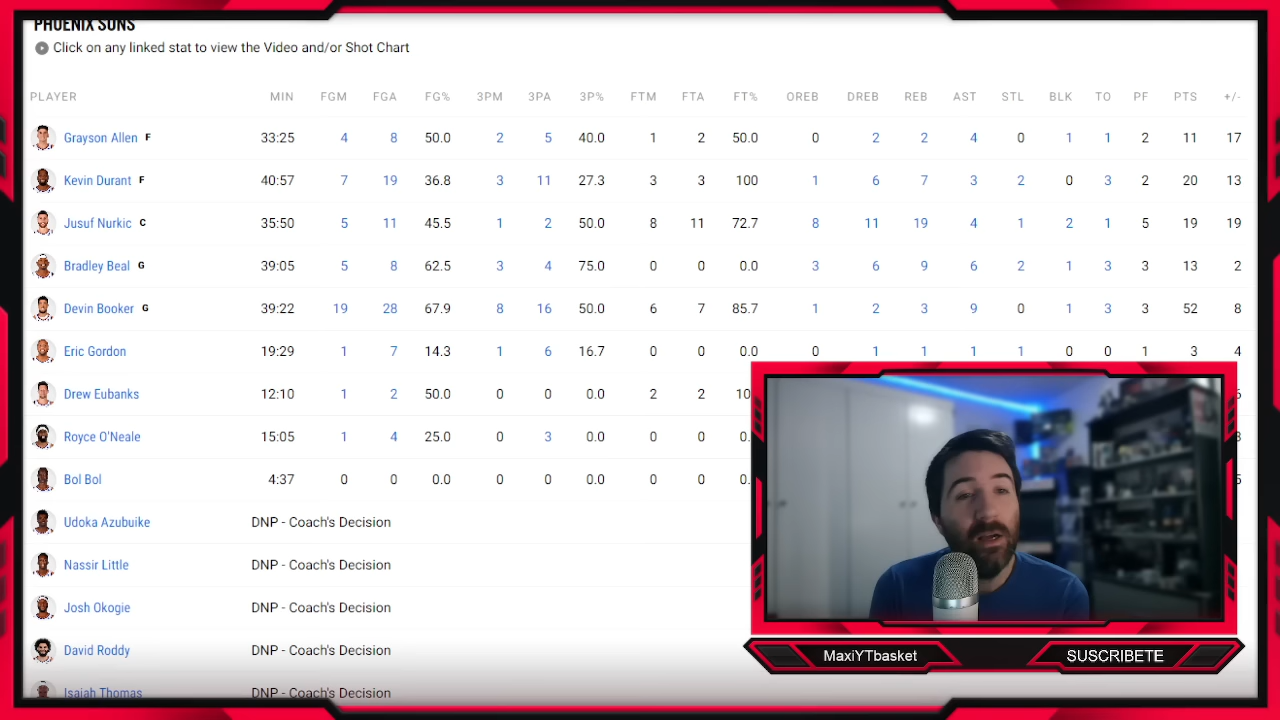 PHOENIX SUNS
Click on any linked stat to view the Video and/or Shot Chart
PLAYER MIN FGM FGA FG% 3PM 3PA 3P% FTM FTA FT% OREB DREB REB AST STL BLK TO PF PTS +/-
Grayson Allen F 33:25 4 8 50.0 2 5 40.0 1 2 50.0 0 2 2 4 0 1 1 2 11 17
Kevin Durant F 40:57 7 19 36.8 3 11 27.3 3 3 100 1 6 7 3 2 0 3 2 20 13
Jusuf Nurkic C 35:50 5 11 45.5 1 2 50.0 8 11 72.7 8 11 19 4 1 2 1 5 19 19
Bradley Beal G 39:05 5 8 62.5 3 4 75.0 0 0 0.0 3 6 9 6 2 1 3 3 13 2
Devin Booker G 39:22 19 28 67.9 8 16 50.0 6 7 85.7 1 2 3 9 0 1 3 3 52 8
Eric Gordon 19:29 1 7 14.3 1 6 16.7 0 0 0.0 0 1 1 1 1 0 0 1 3 4
Drew Eubanks 12:10 1 2 50.0 0 0 0.0 2 2 10
Royce O'Neale 15:05 1 4 25.0 0 3 0.0 0 0 0.
Bol Bol 4:37 0 0 0.0 0 0 0.0 0 0 0.
Udoka Azubuike DNP - Coach's Decision
Nassir Little DNP - Coach's Decision
Josh Okogie DNP - Coach's Decision
David Roddy DNP - Coach's Decision
Isaiah Thomas DNP - Coach's Decision
MaxiYTbasket
SUSCRIBETE